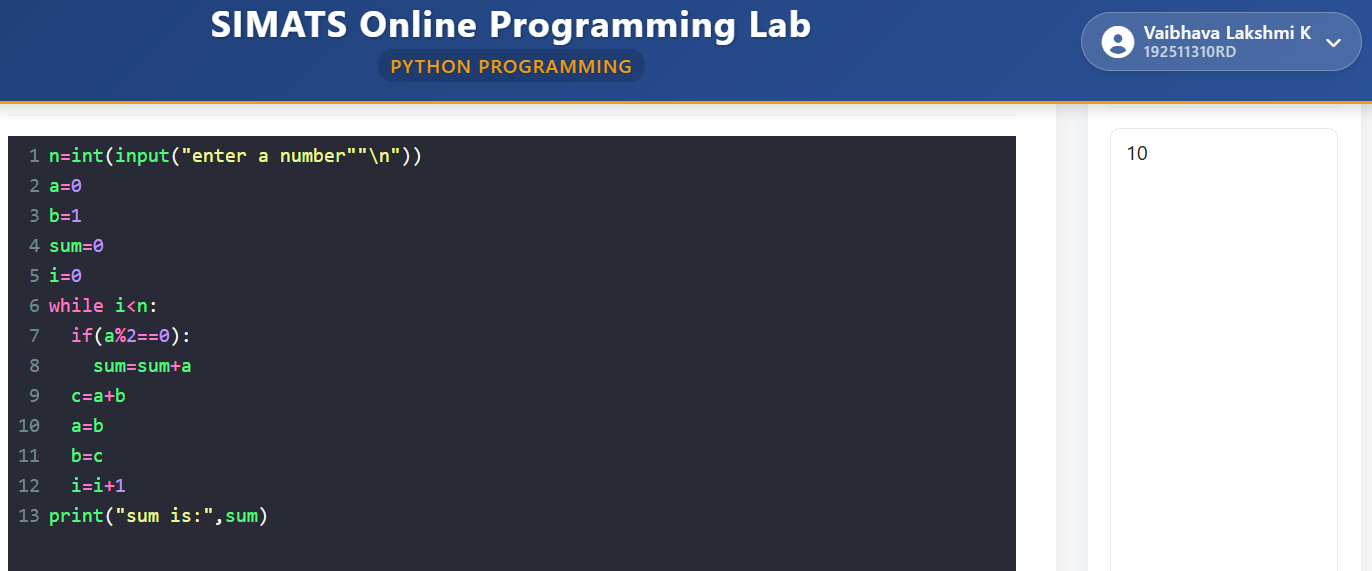 SIMATS Online Programming Lab
PYTHON PROGRAMMING
Vaibhava Lakshmi K
192511310RD
1 n=int(input("enter a number""\n"))
2 a=0
3 b=1
4 sum=0
5 i=0
6 while i<n:
7   if(a%2==0):
8     sum=sum+a
9   c=a+b
10   a=b
11   b=c
12   i=i+1
13 print("sum is:",sum)
10